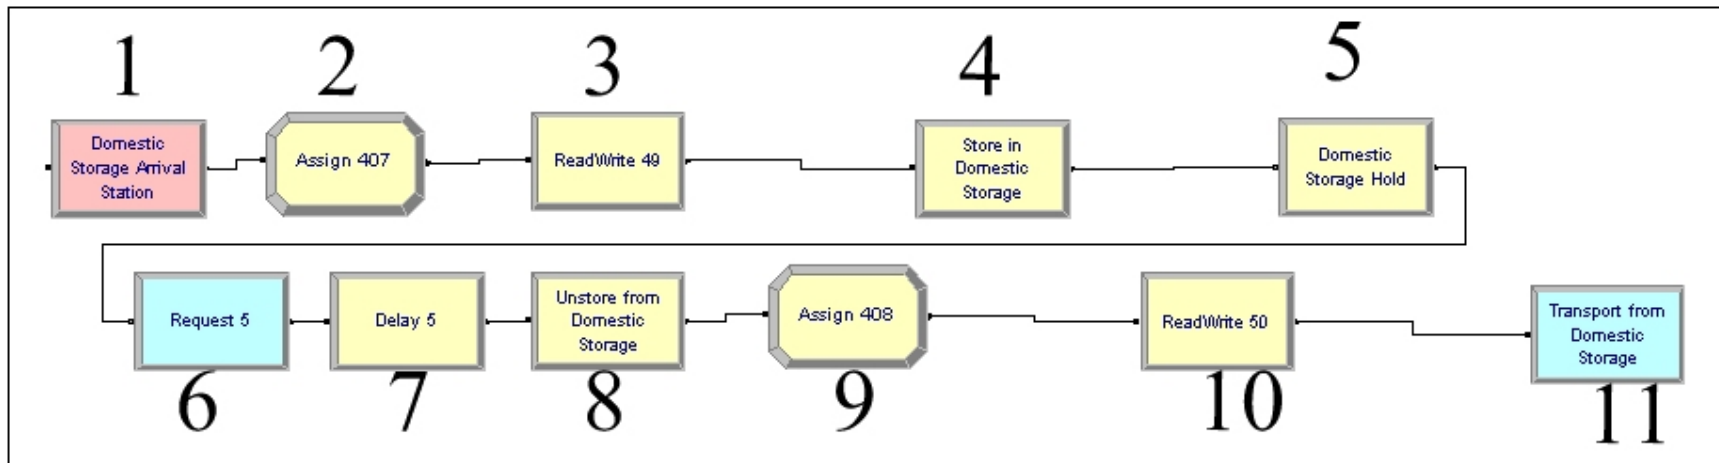 1
2
3
4
5
Domestic
Storage Arrival
Station
Assign 407
ReadWrite 49
Store in
Domestic
Storage
Domestic
Storage Hold
Request 5
Delay 5
Unstore from
Domestic
Storage
Assign 408
ReadWrite 50
Transport from
Domestic
Storage
6
7
8
9
10
11